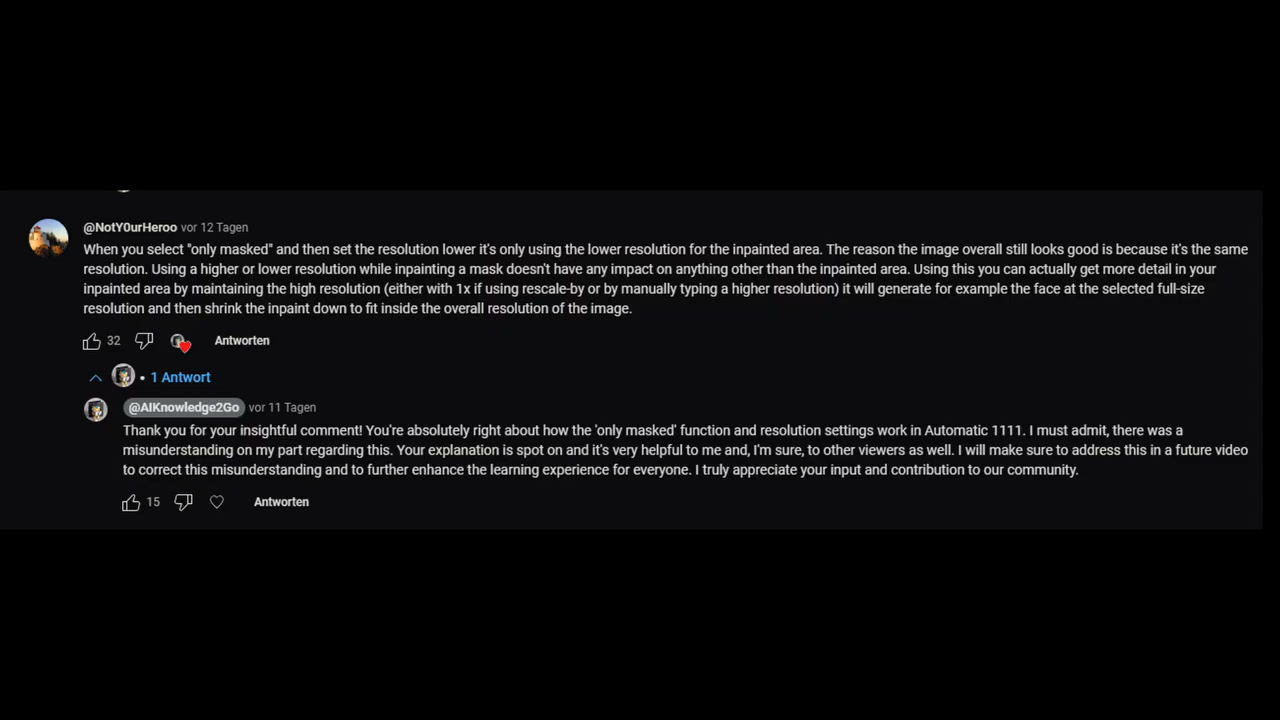 @NotY0urHeroo vor 12 Tagen
When you select "only masked" and then set the resolution lower it's only using the lower resolution for the inpainted area. The reason the image overall still looks good is because it's the same
resolution. Using a higher or lower resolution while inpainting a mask doesn't have any impact on anything other than the inpainted area. Using this you can actually get more detail in your
inpainted area by maintaining the high resolution (either with 1x if using rescale-by or by manually typing a higher resolution) it will generate for example the face at the selected full-size
resolution and then shrink the inpaint down to fit inside the overall resolution of the image.
32 Antworten
• 1 Antwort
@AIKnowledge2Go vor 11 Tagen
Thank you for your insightful comment! You're absolutely right about how the 'only masked' function and resolution settings work in Automatic 1111. I must admit, there was a
misunderstanding on my part regarding this. Your explanation is spot on and it's very helpful to me and, I'm sure, to other viewers as well. I will make sure to address this in a future video
to correct this misunderstanding and to further enhance the learning experience for everyone. I truly appreciate your input and contribution to our community.
15 Antworten